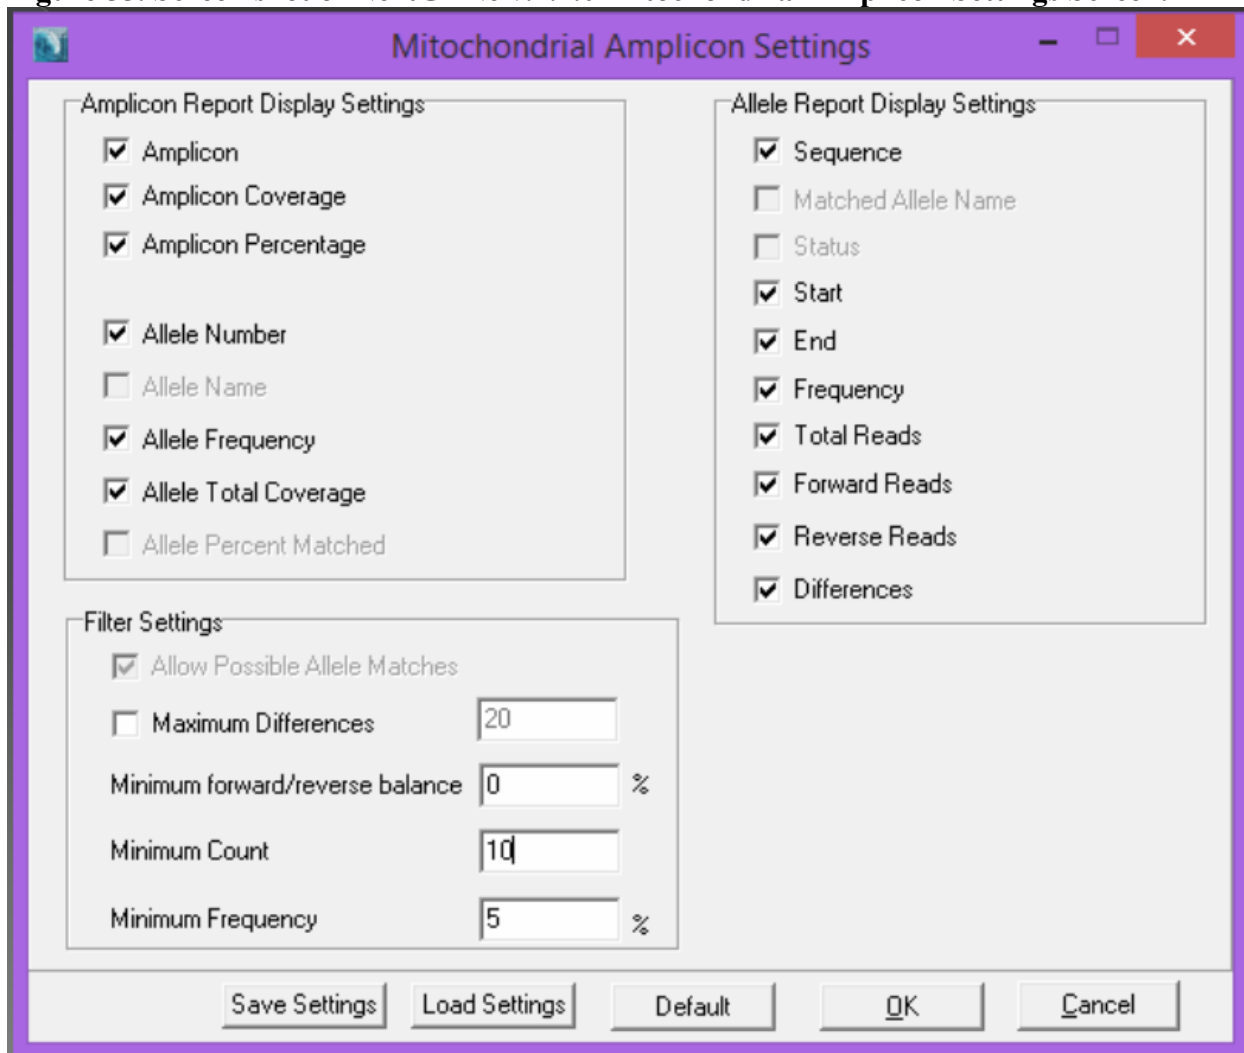 Mitochondrial Amplicon Settings
Amplicon Report Display Settings
Amplicon
Amplicon Coverage
Amplicon Percentage
Allele Number
Allele Name
Allele Frequency
Allele Total Coverage
Allele Percent Matched
Allele Report Display Settings
Sequence
Matched Allele Name
Status
Start
End
Frequency
Total Reads
Forward Reads
Reverse Reads
Differences
Filter Settings
Allow Possible Allele Matches
Maximum Differences 20
Minimum forward/reverse balance 0 %
Minimum Count 10
Minimum Frequency 5 %
Save Settings Load Settings Default OK Cancel